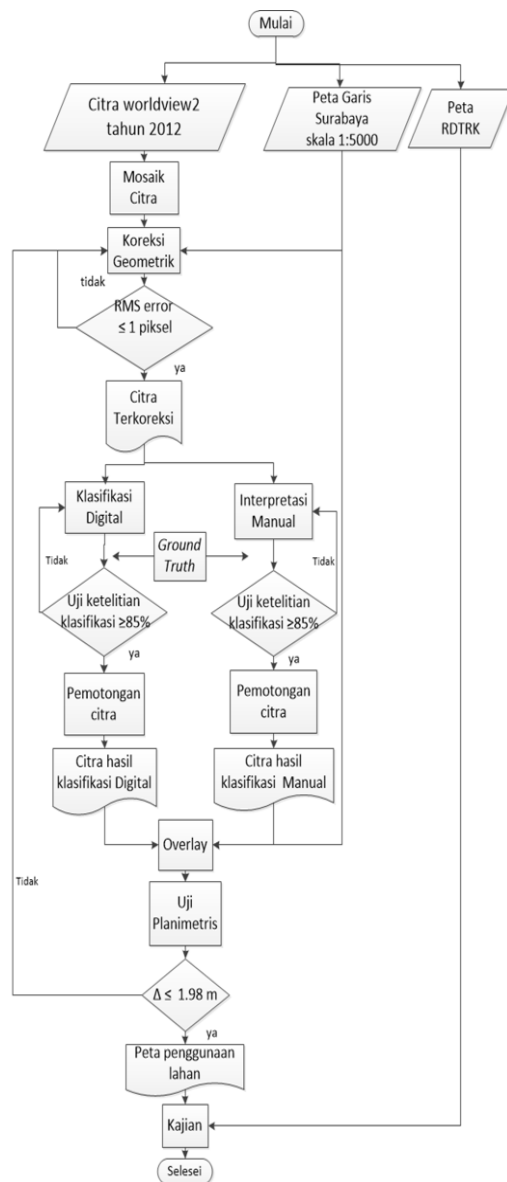 Mulai
Citra worldview2
tahun 2012
Peta Garis
Surabaya
skala 1:5000
Peta
RDTRK
Mosaik
Citra
Koreksi
Geometrik
tidak
RMS error
≤ 1 piksel
ya
Citra
Terkoreksi
Klasifikasi
Digital
Interpretasi
Manual
Ground
Truth
Tidak
Tidak
Uji ketelitian
klasifikasi ≥85%
Uji ketelitian
klasifikasi ≥85%
ya
ya
Pemotongan
citra
Pemotongan
citra
Citra hasil
klasifikasi Digital
Citra hasil
klasifikasi Manual
Overlay
Tidak
Uji
Planimetris
Δ ≤ 1.98 m
ya
Peta penggunaan
lahan
Kajian
Selesei